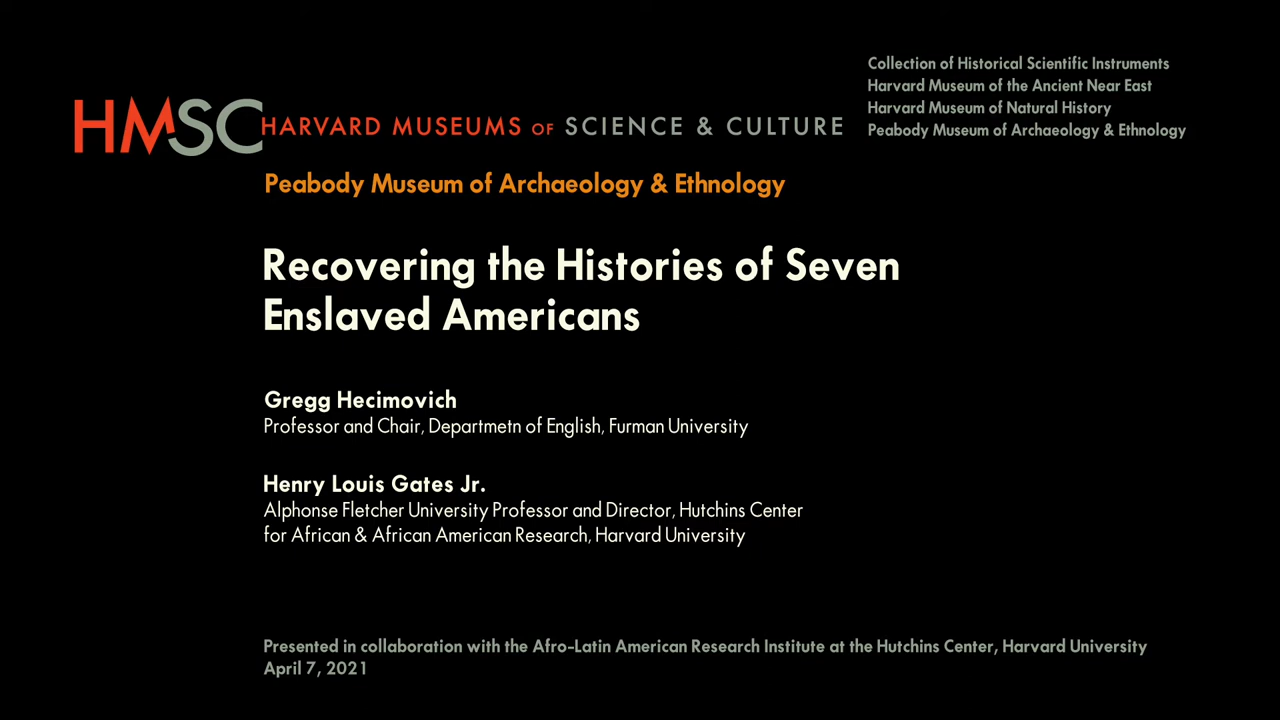 HMSC HARVARD MUSEUMS OF SCIENCE & CULTURE
Collection of Historical Scientific Instruments
Harvard Museum of the Ancient Near East
Harvard Museum of Natural History
Peabody Museum of Archaeology & Ethnology
Peabody Museum of Archaeology & Ethnology
Recovering the Histories of Seven
Enslaved Americans
Gregg Hecimovich
Professor and Chair, Departmetn of English, Furman University
Henry Louis Gates Jr.
Alphonse Fletcher University Professor and Director, Hutchins Center
for African & African American Research, Harvard University
Presented in collaboration with the Afro-Latin American Research Institute at the Hutchins Center, Harvard University
April 7, 2021